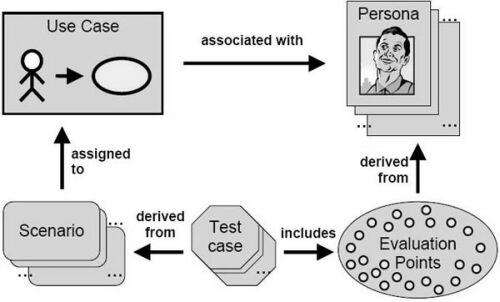 Use Case
associated with
Persona
...
...
assigned
to
derived
from
Scenario
...
...
derived
from
Test
case
...
includes
Evaluation
Points